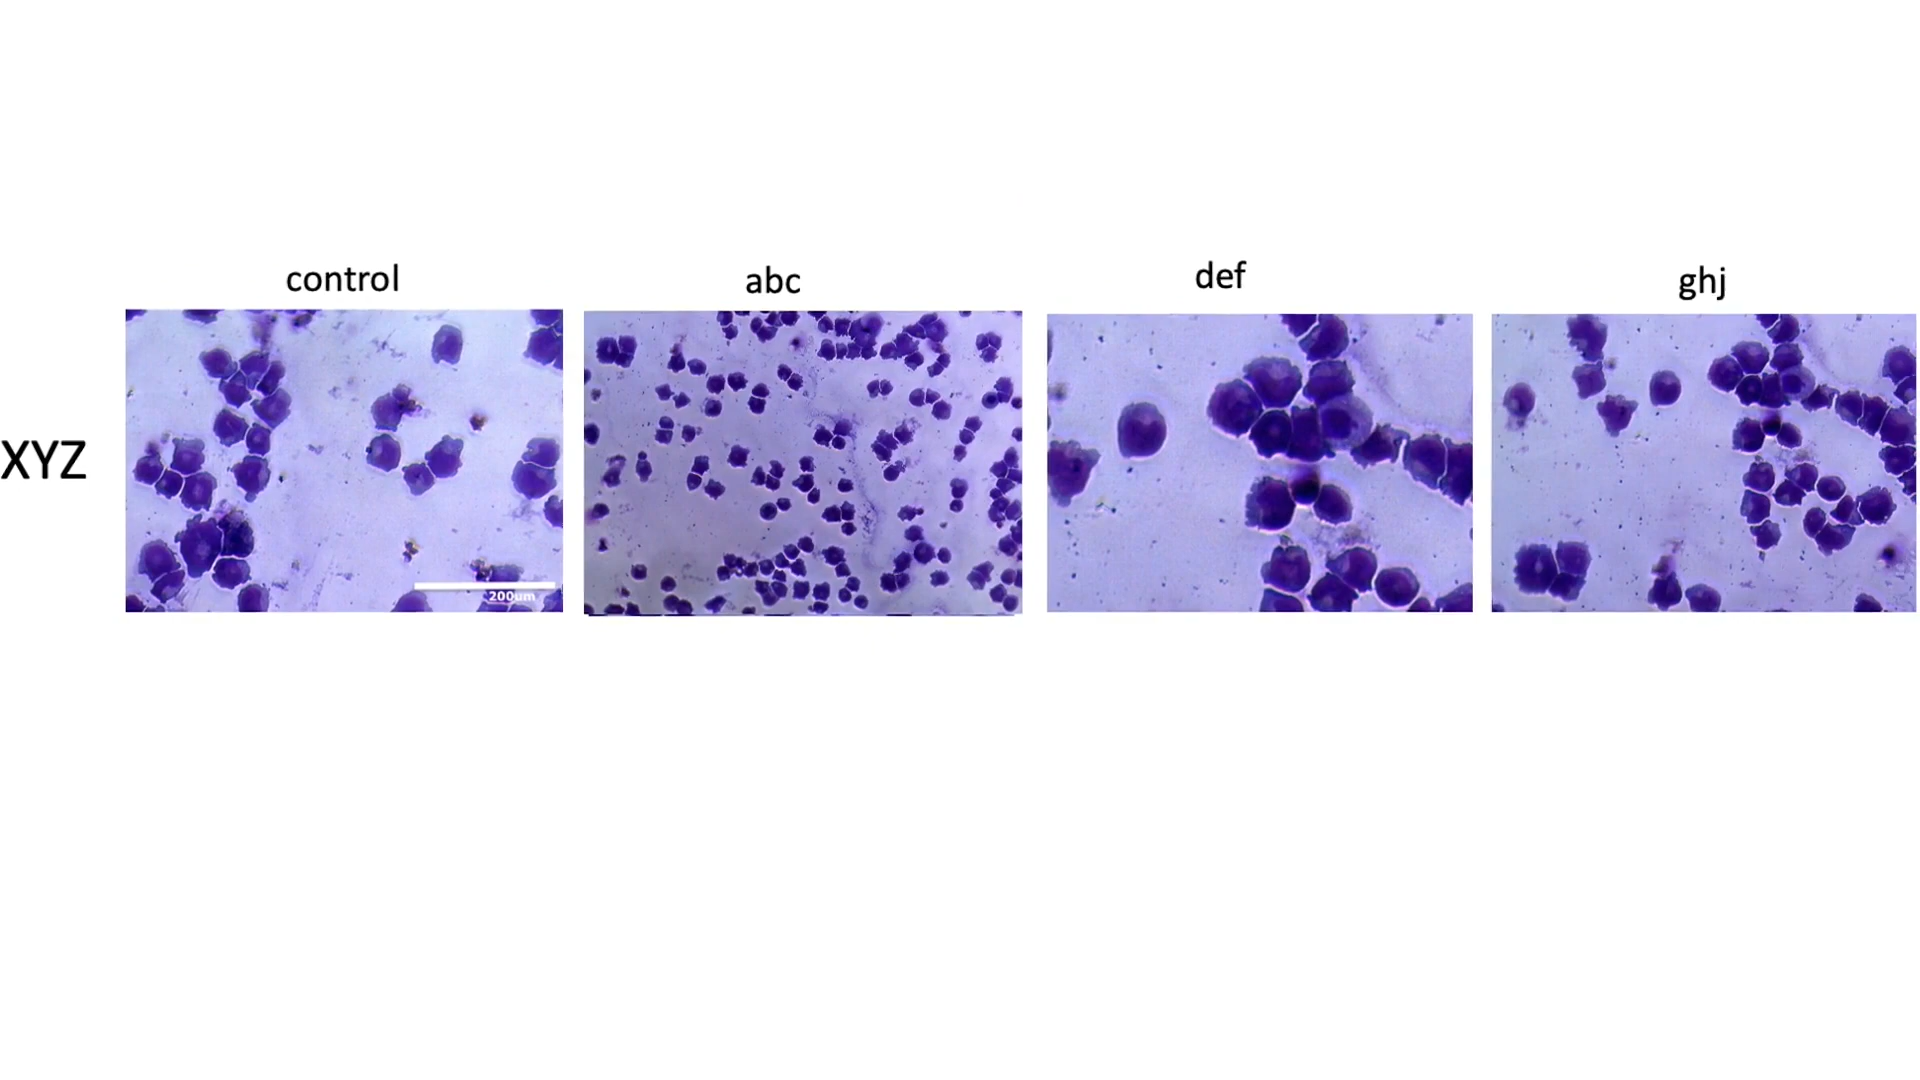 control
abc
def
ghj
XYZ
200um